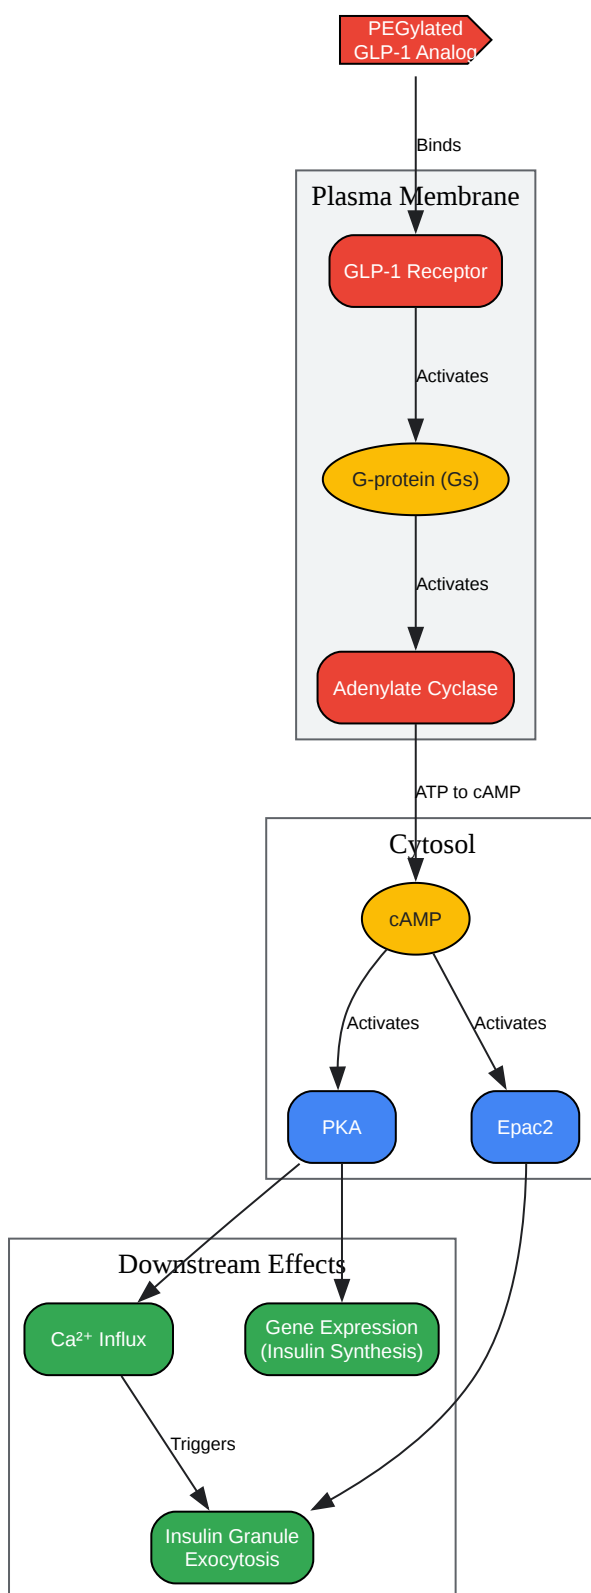 PEGylated
GLP-1 Analog
Binds
Plasma Membrane
GLP-1 Receptor
Activates
G-protein (Gs)
Activates
Adenylate Cyclase
ATP to cAMP
Cytosol
cAMP
Activates
Activates
PKA
Epac2
Downstream Effects
Ca²⁺ Influx
Gene Expression
(Insulin Synthesis)
Triggers
Insulin Granule
Exocytosis